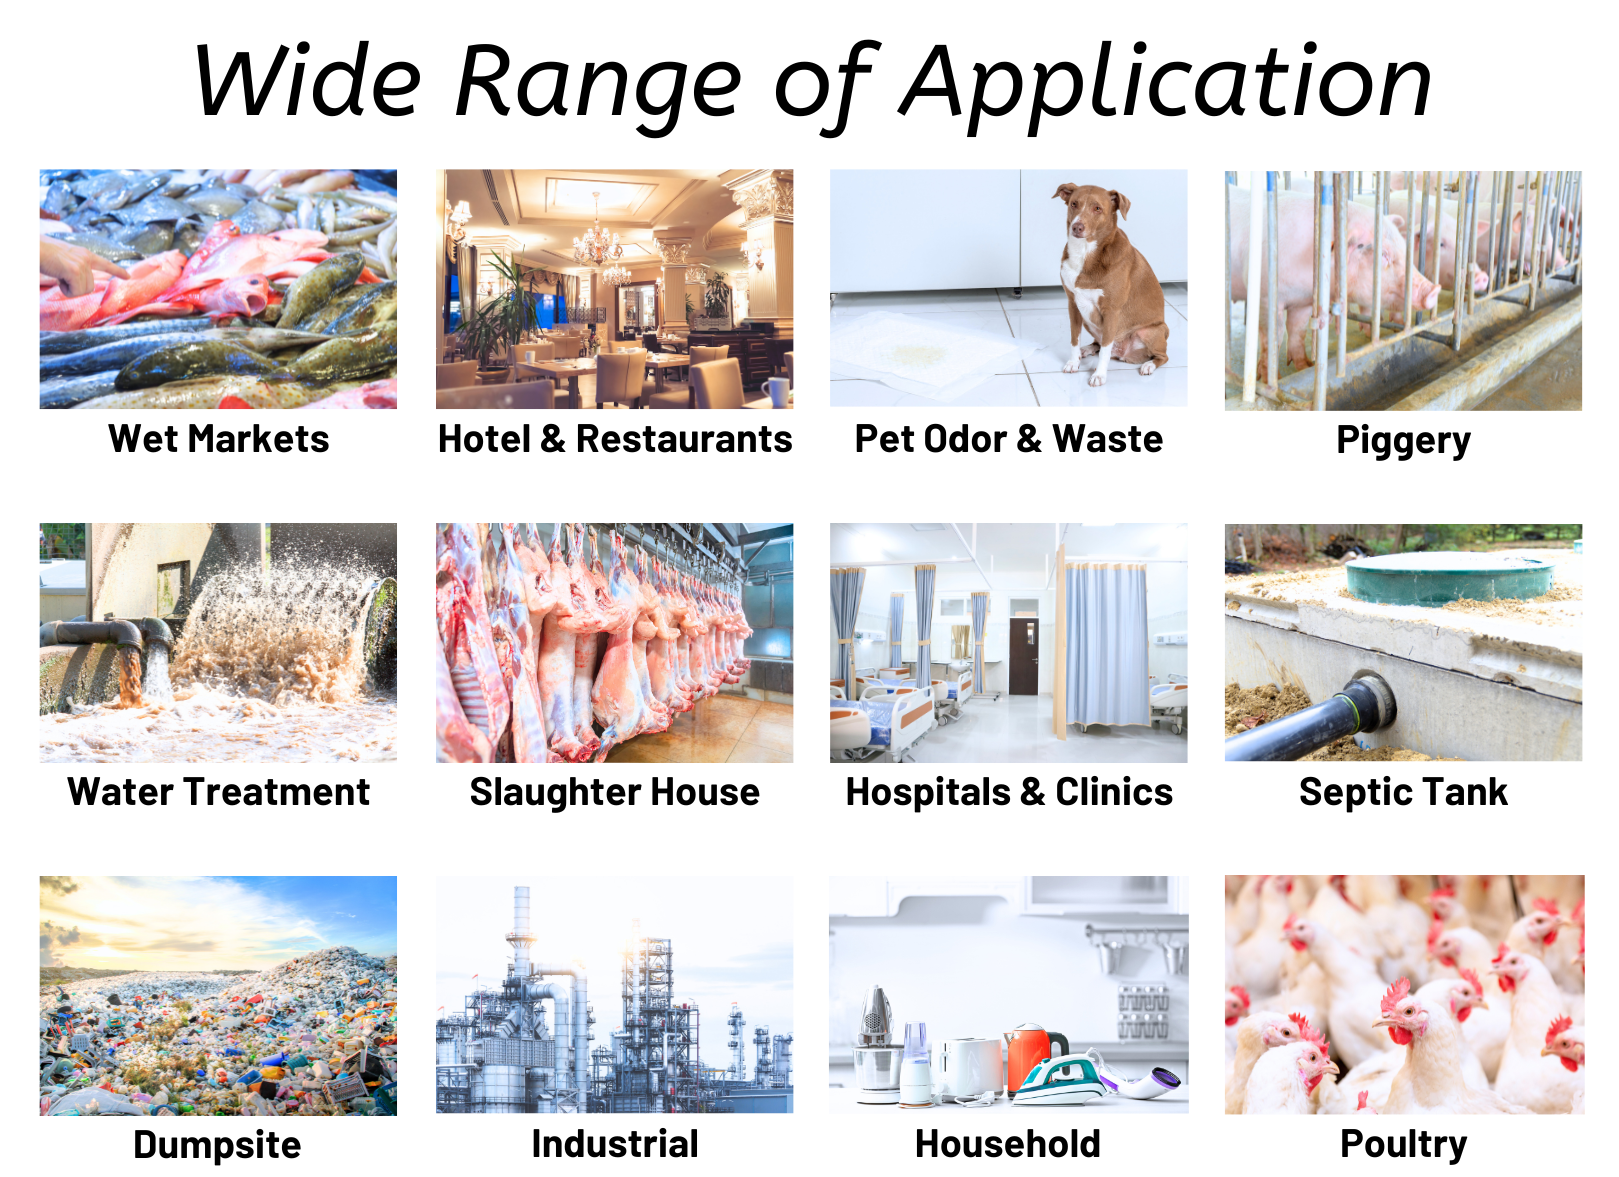 Wide Range of Application
Wet Markets
Hotel & Restaurants
Pet Odor & Waste
Piggery
Water Treatment
Slaughter House
Hospitals & Clinics
Septic Tank
Dumpsite
Industrial
Household
Poultry